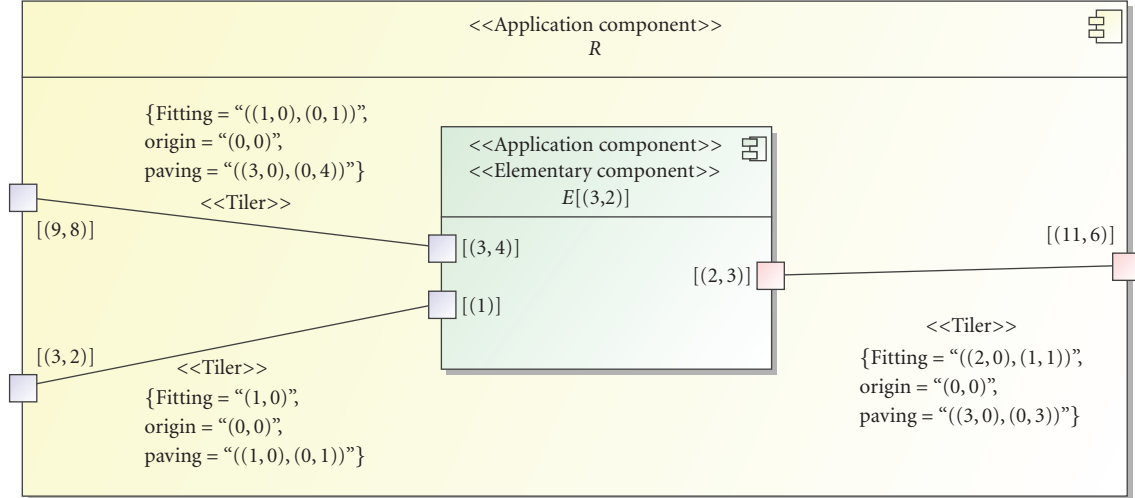 <<Application component>>
R
{Fitting = “((1, 0), (0, 1))”,
origin = “(0, 0)”,
paving = “((3, 0), (0, 4))”}
<<Tiler>>
[(9, 8)]
<<Application component>>
<<Elementary component>>
E[(3,2)]
[(3, 4)]
[(1)]
[(2, 3)]
[(11, 6)]
[(3, 2)]
<<Tiler>>
{Fitting = “(1, 0)”,
origin = “(0, 0)”,
paving = “((1, 0), (0, 1))”}
<<Tiler>>
{Fitting = “((2, 0), (1, 1))”,
origin = “(0, 0)”,
paving = “((3, 0), (0, 3))”}